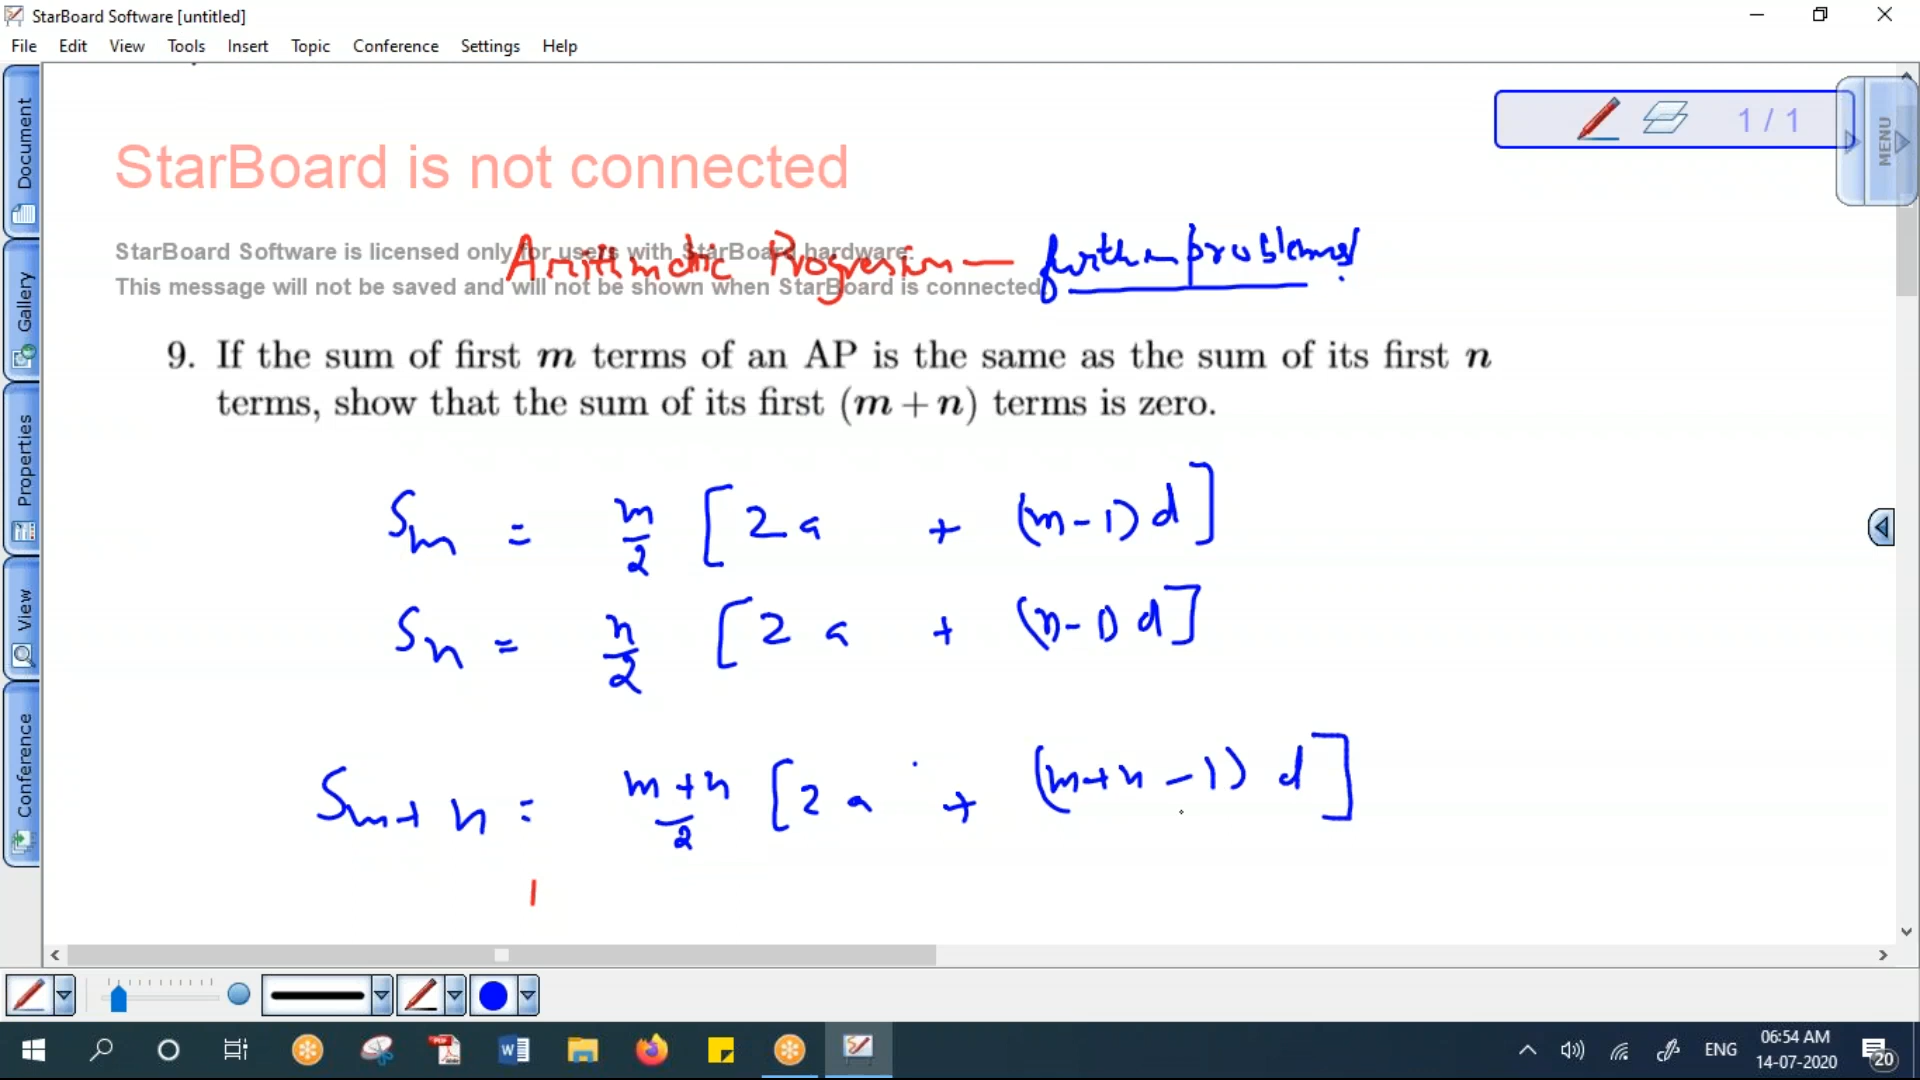 StarBoard Software [untitled]
File Edit View Tools Insert Topic Conference Settings Help
Document
Gallery
Properties
View
Conference
1 / 1
MENU
StarBoard is not connected
StarBoard Software is licensed only for users with StarBoard hardware.
This message will not be saved and will not be shown when StarBoard is connected.
Arithmetic Progression — further problems
9. If the sum of first m terms of an AP is the same as the sum of its first n
terms, show that the sum of its first (m + n) terms is zero.
Sm = m/2 [2a + (m-1)d]
Sn = n/2 [2a + (n-1)d]
Sm+n = m+n/2 [2a + (m+n-1)d]
ENG
06:54 AM
14-07-2020
20